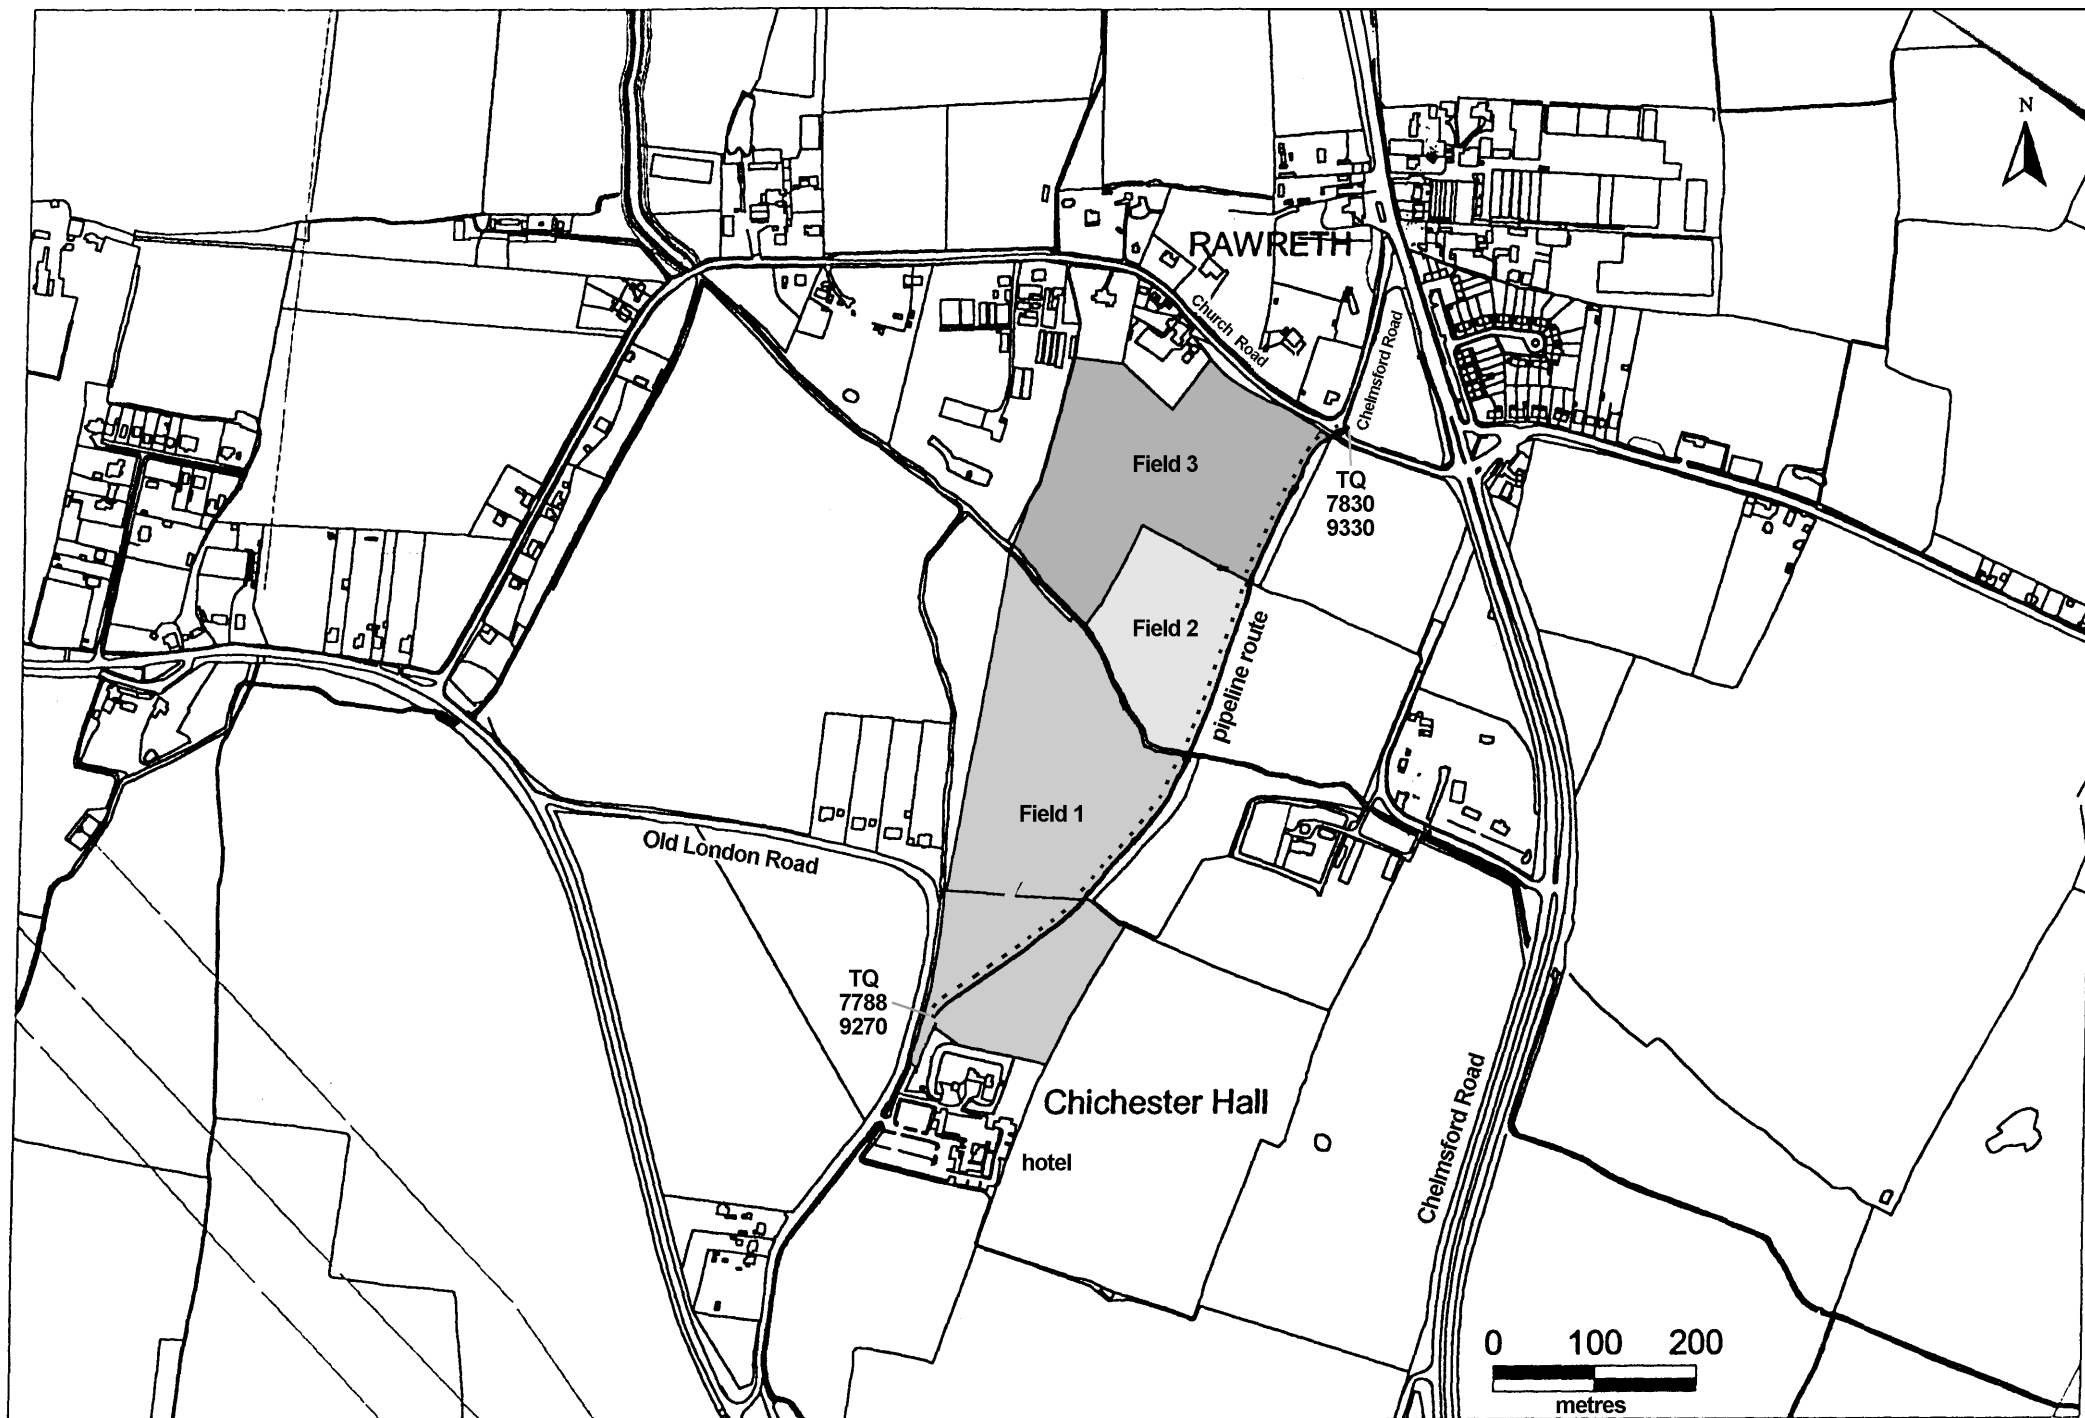 N
RAWRETH
Church Road
Chelmsford Road
Field 3
TQ
7830
9330
Field 2
pipeline route
Field 1
Old London Road
TQ
7788
9270
Chichester Hall
hotel
Chelmsford Road
0 100 200
metres